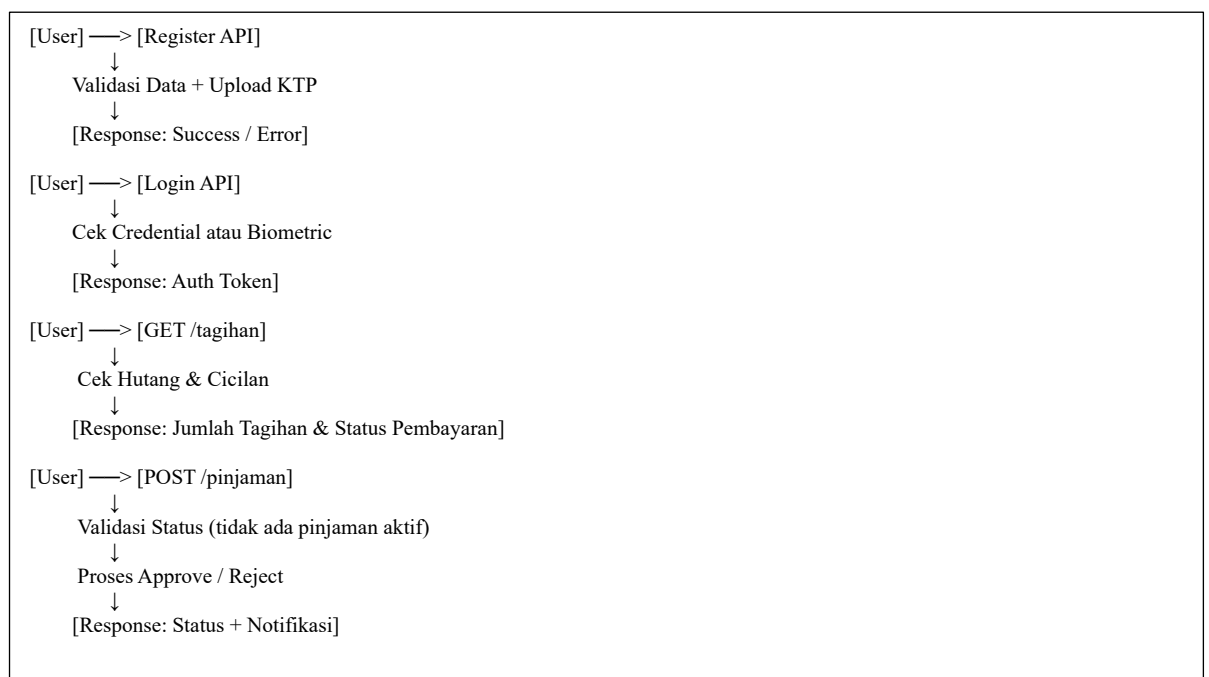 [User] ──> [Register API]
↓
Validasi Data + Upload KTP
↓
[Response: Success / Error]
[User] ──> [Login API]
↓
Cek Credential atau Biometric
↓
[Response: Auth Token]
[User] ──> [GET /tagihan]
↓
Cek Hutang & Cicilan
↓
[Response: Jumlah Tagihan & Status Pembayaran]
[User] ──> [POST /pinjaman]
↓
Validasi Status (tidak ada pinjaman aktif)
↓
Proses Approve / Reject
↓
[Response: Status + Notifikasi]